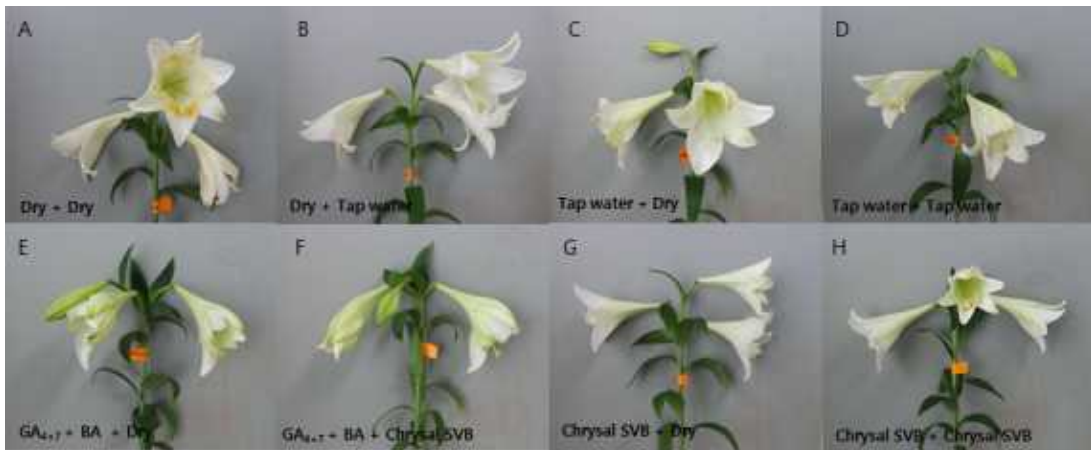 A
Dry + Dry
B
Dry + Tap water
C
Tap water + Dry
D
Tap water + Tap water
E
GA₄₊₇ + BA + Dry
F
GA₄₊₇ + BA + Chrysal SVB
G
Chrysal SVB + Dry
H
Chrysal SVB + Chrysal SVB